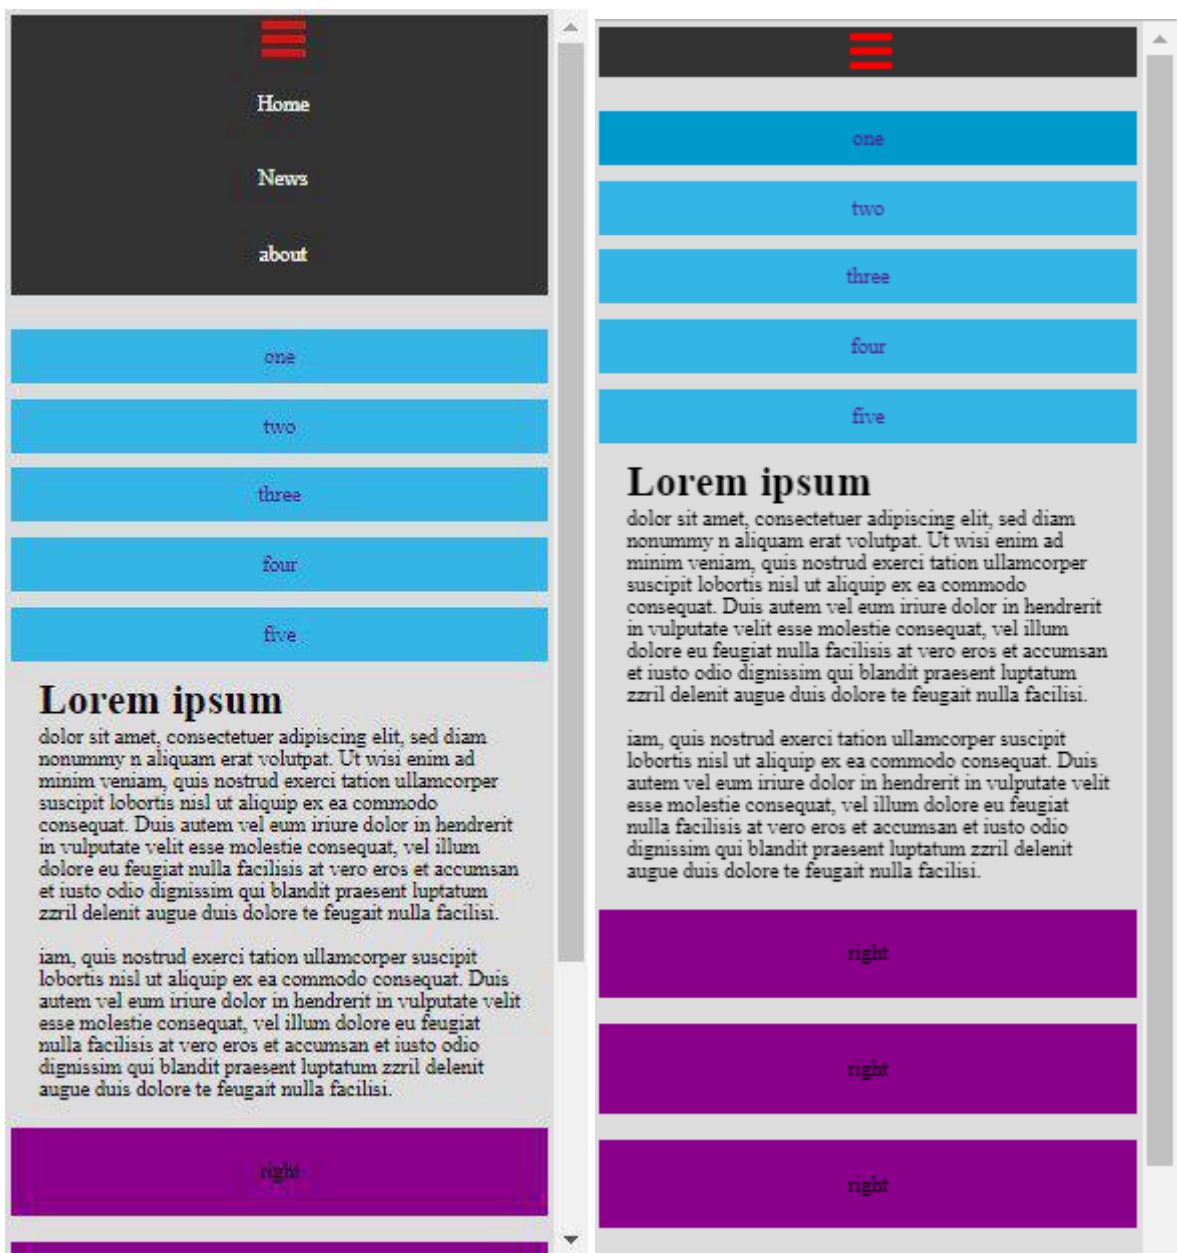 Home
News
about
one
two
three
four
five
Lorem ipsum
dolor sit amet, consectetuer adipiscing elit, sed diam
nonummy n aliquam erat volutpat. Ut wisi enim ad
minim veniam, quis nostrud exerci tation ullamcorper
suscipit lobortis nisl ut aliquip ex ea commodo
consequat. Duis autem vel eum iriure dolor in hendrerit
in vulputate velit esse molestie consequat, vel illum
dolore eu feugiat nulla facilisis at vero eros et accumsan
et iusto odio dignissim qui blandit praesent luptatum
zzril delenit augue duis dolore te feugait nulla facilisi.
iam, quis nostrud exerci tation ullamcorper suscipit
lobortis nisl ut aliquip ex ea commodo consequat. Duis
autem vel eum iriure dolor in hendrerit in vulputate velit
esse molestie consequat, vel illum dolore eu feugiat
nulla facilisis at vero eros et accumsan et iusto odio
dignissim qui blandit praesent luptatum zzril delenit
augue duis dolore te feugait nulla facilisi.
right
one
two
three
four
five
Lorem ipsum
dolor sit amet, consectetuer adipiscing elit, sed diam
nonummy n aliquam erat volutpat. Ut wisi enim ad
minim veniam, quis nostrud exerci tation ullamcorper
suscipit lobortis nisl ut aliquip ex ea commodo
consequat. Duis autem vel eum iriure dolor in hendrerit
in vulputate velit esse molestie consequat, vel illum
dolore eu feugiat nulla facilisis at vero eros et accumsan
et iusto odio dignissim qui blandit praesent luptatum
zzril delenit augue duis dolore te feugait nulla facilisi.
iam, quis nostrud exerci tation ullamcorper suscipit
lobortis nisl ut aliquip ex ea commodo consequat. Duis
autem vel eum iriure dolor in hendrerit in vulputate velit
esse molestie consequat, vel illum dolore eu feugiat
nulla facilisis at vero eros et accumsan et iusto odio
dignissim qui blandit praesent luptatum zzril delenit
augue duis dolore te feugait nulla facilisi.
right
right
right